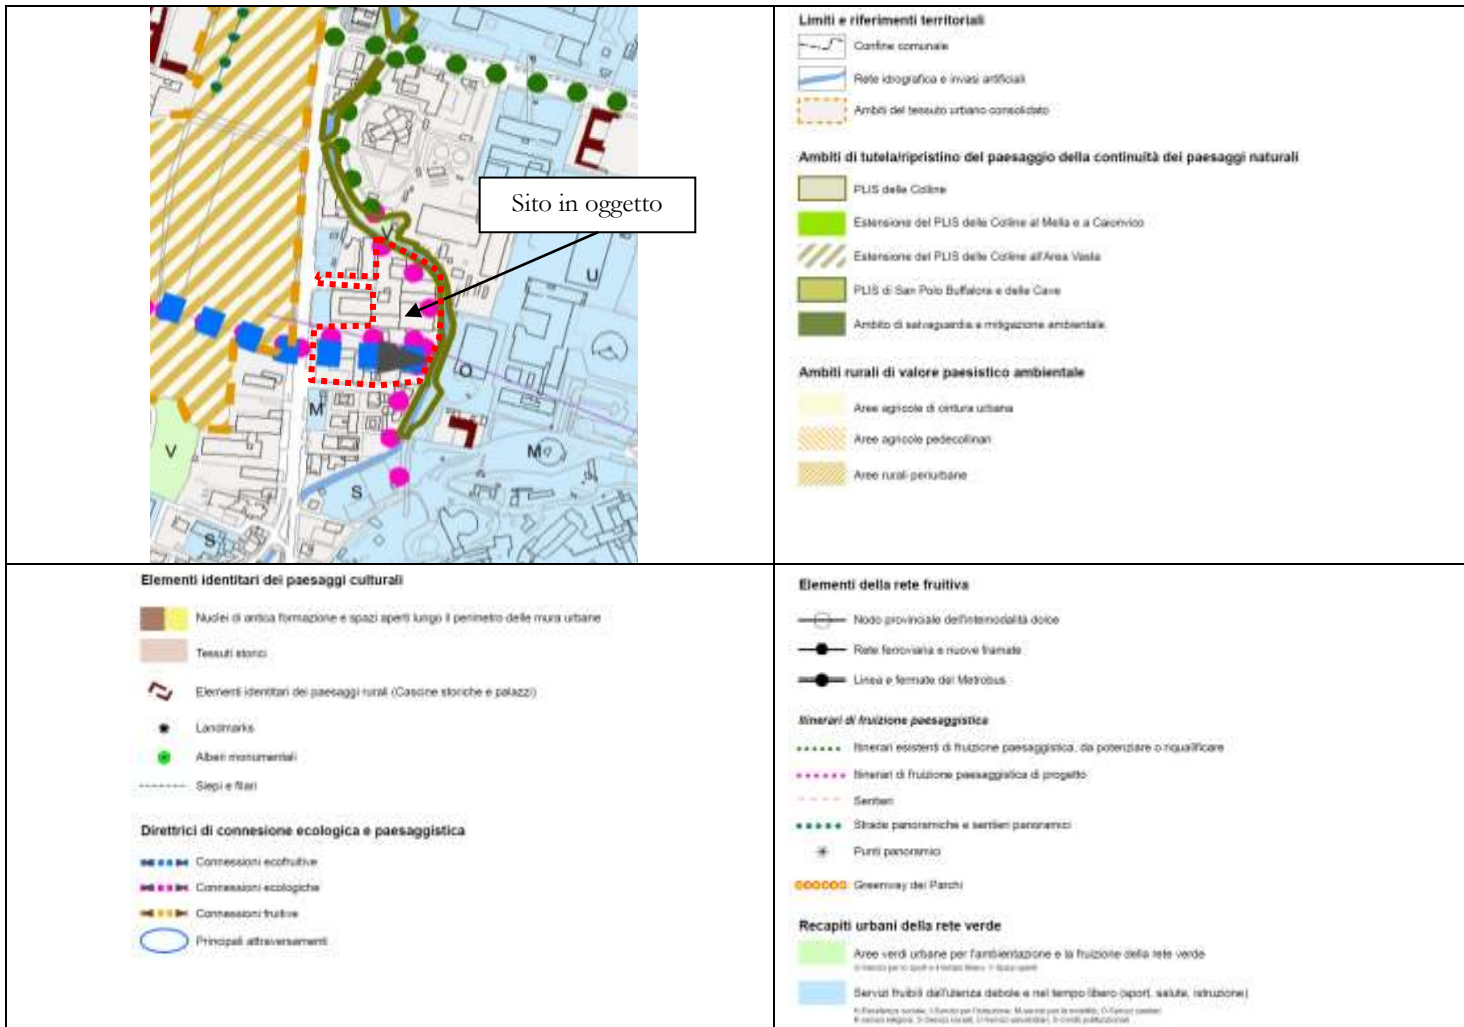 Sito in oggetto
V
U
O
M
M
V
S
S
Limiti e riferimenti territoriali
Confine comunale
Rete idrografica e invasi artificiali
Ambiti del tessuto urbano consolidato
Ambiti di tutela/ripristino del paesaggio della continuità dei paesaggi naturali
PLIS delle Colline
Estensione del PLIS delle Colline al Mella e a Caionvico
Estensione del PLIS delle Colline all'Area Vasta
PLIS di San Polo Buffalora e delle Cave
Ambito di salvaguardia e mitigazione ambientale
Ambiti rurali di valore paesistico ambientale
Aree agricole di cintura urbana
Aree agricole pedecollinari
Aree rurali periurbane
Elementi identitari dei paesaggi culturali
Nuclei di antica formazione e spazi aperti lungo il perimetro delle mura urbane
Tessuti storici
Elementi identitari dei paesaggi rurali (Cascine storiche e palazzi)
Landmarks
Alberi monumentali
Siepi e filari
Direttrici di connesione ecologica e paesaggistica
Connessioni ecofruitive
Connessioni ecologiche
Connessioni fruitive
Principali attraversamenti
Elementi della rete fruitiva
Nodo provinciale dell'intermodalità dolce
Rete ferroviaria e nuove framate
Linea e fermate del Metrobus
Itinerari di fruizione paesaggistica
Itinerari esistenti di fruizione paesaggistica, da potenziare o riqualificare
Itinerari di fruizione paesaggistica di progetto
Sentieri
Strade panoramiche e sentieri panoramici
Punti panoramici
Greenway dei Parchi
Recapiti urbani della rete verde
Aree verdi urbane per l'ambientazione e la fruizione della rete verde
Servizi fruibili dall'utenza debole e nel tempo libero (sport, salute, istruzione)